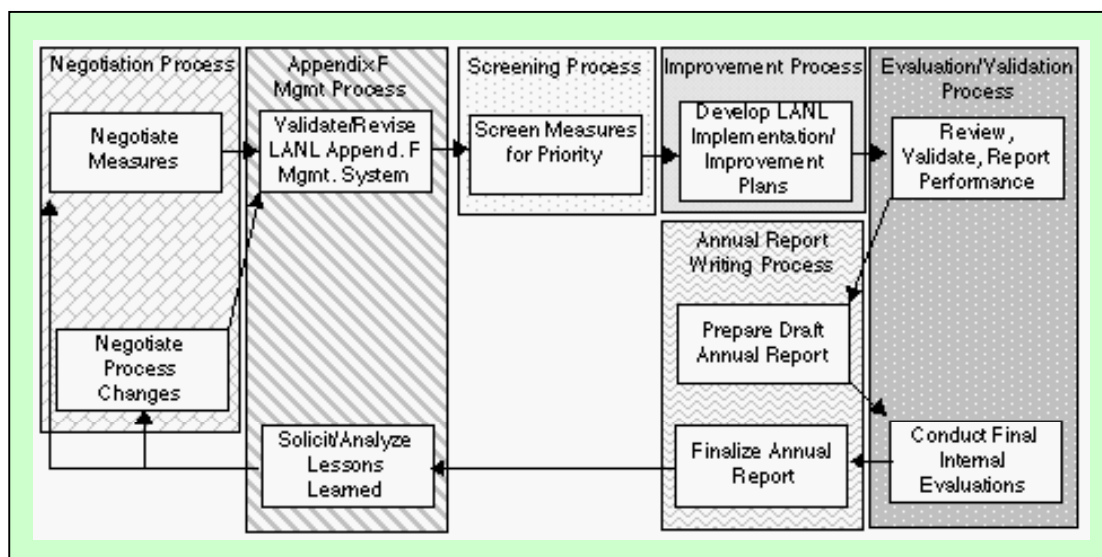 Negotiation Process
Negotiate
Measures
Negotiate
Process
Changes
Appendix F
Mgmt Process
Validate/Revise
LANL Append. F
Mgmt. System
Solicit/Analyze
Lessons
Learned
Screening Process
Screen Measures
for Priority
Improvement Process
Develop LANL
Implementation/
Improvement
Plans
Annual Report
Writing Process
Prepare Draft
Annual Report
Finalize Annual
Report
Evaluation/Validation
Process
Review,
Validate, Report
Performance
Conduct Final
Internal
Evaluations